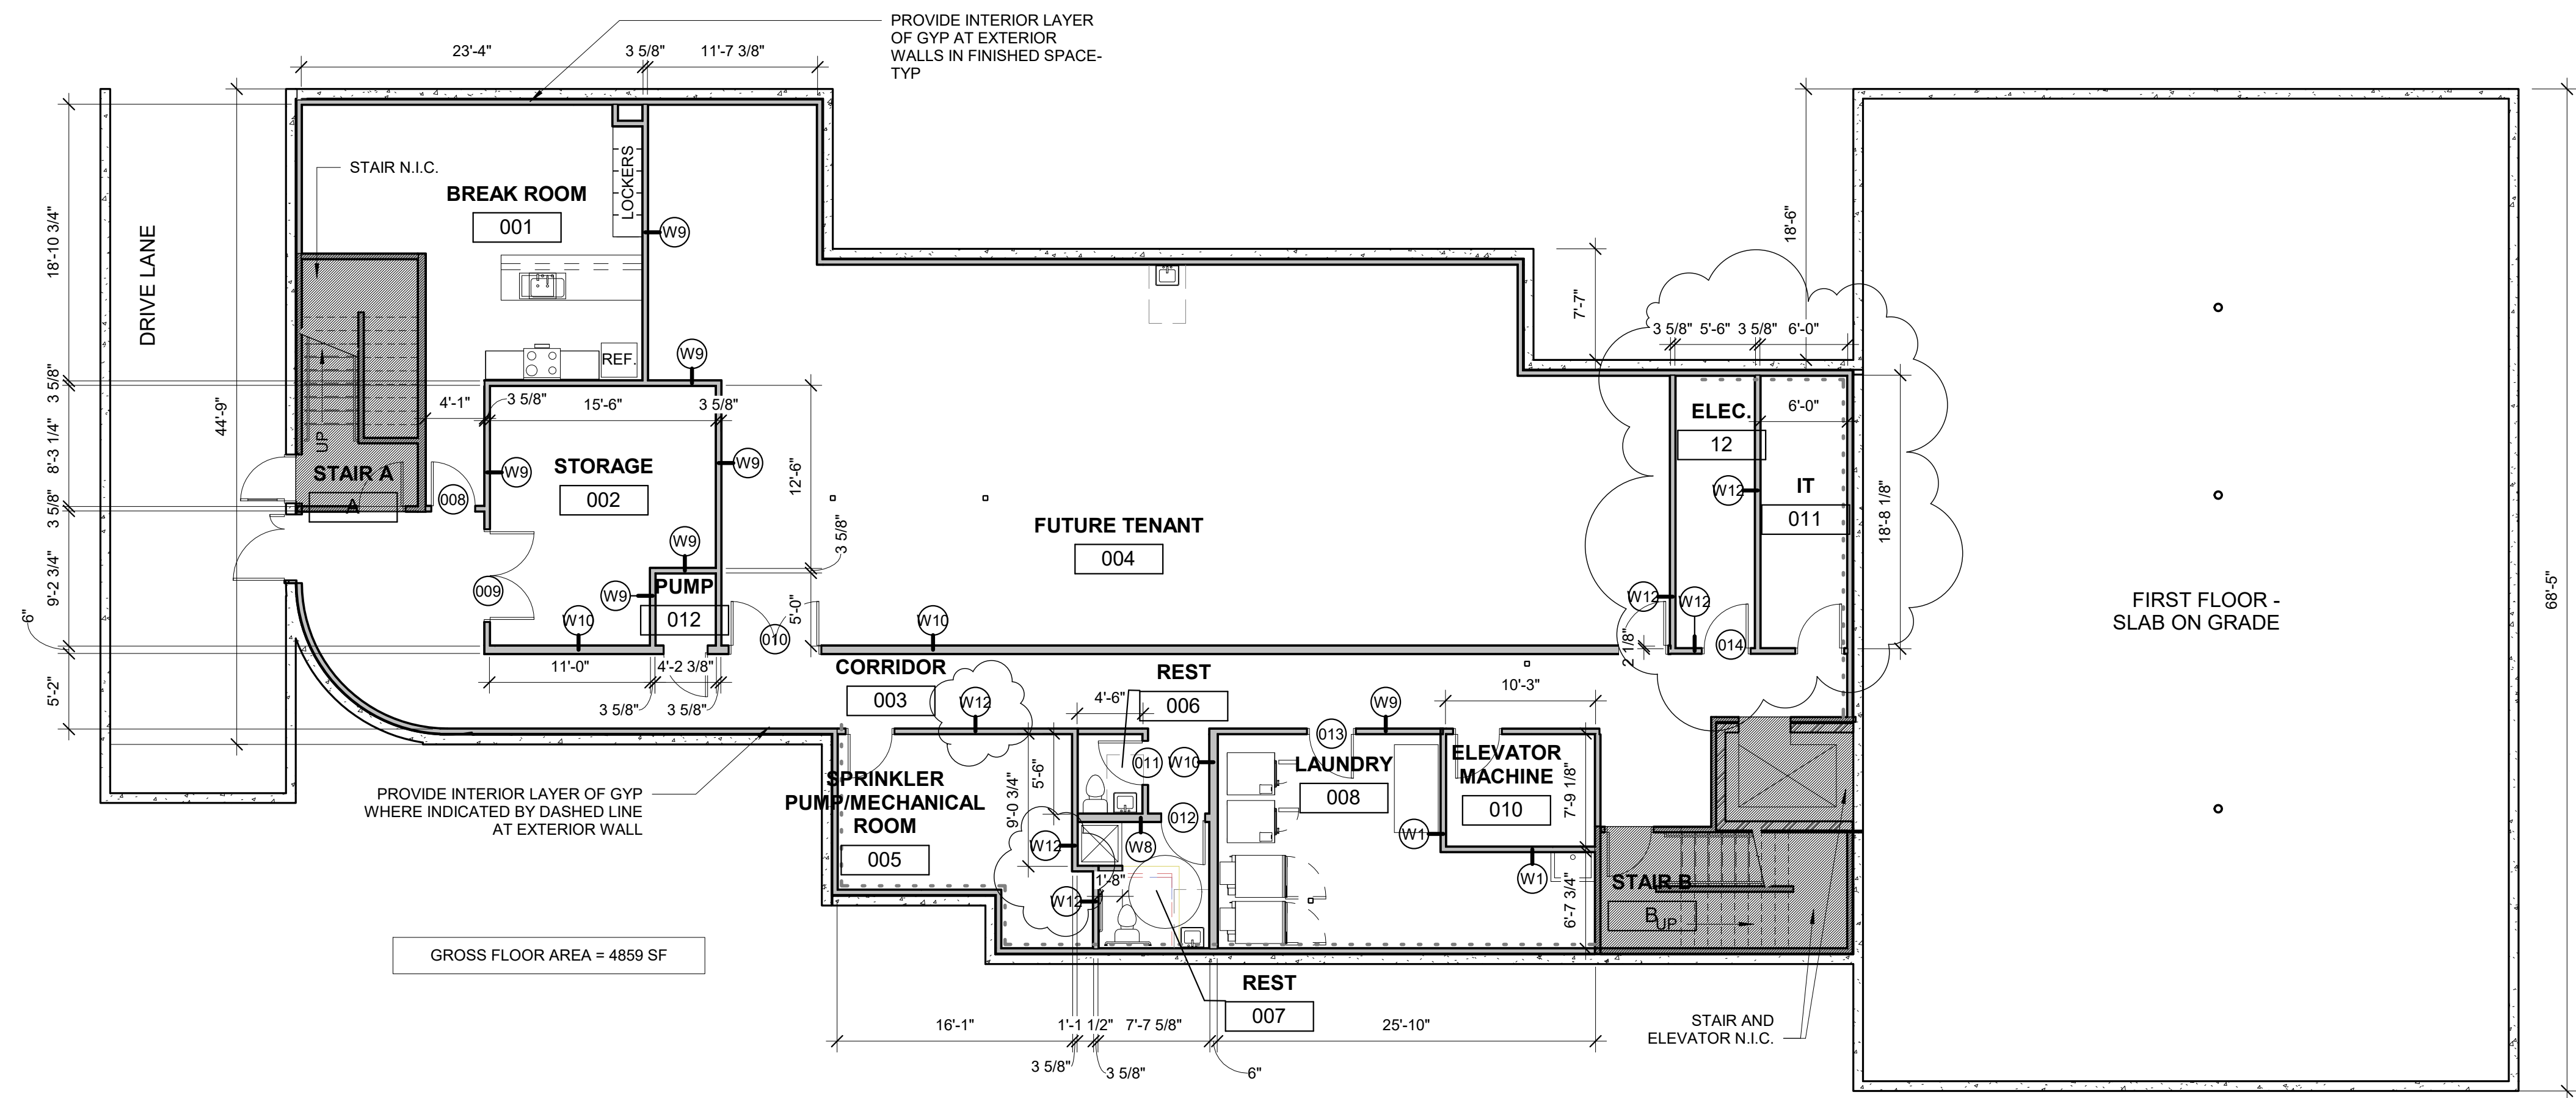 PROVIDE INTERIOR LAYER
OF GYP AT EXTERIOR
WALLS IN FINISHED SPACE-
TYP
23'-4"
3 5/8"
11'-7 3/8"
STAIR N.I.C.
BREAK ROOM
001
LOCKERS
W9
DRIVE LANE
18'-10 3/4"
3 5/8"
8'-3 1/4"
3 5/8"
9'-2 3/4"
6"
5'-2"
44'-9"
REF.
W9
4'-1"
3 5/8"
15'-6"
3 5/8"
UP
STAIR A
A
008
W9
STORAGE
002
W9
12'-6"
3 5/8"
5'-0"
009
W9
W9
PUMP
012
W10
010
11'-0"
4'-2 3/8"
3 5/8"
3 5/8"
FUTURE TENANT
004
W10
18'-6"
7'-7"
3 5/8"
5'-6"
3 5/8"
6'-0"
ELEC.
12
6'-0"
W12
IT
011
18'-8 1/8"
W12
W12
014
2 1/8"
FIRST FLOOR -
SLAB ON GRADE
68'-5"
CORRIDOR
003
W12
REST
006
4'-6"
W9
10'-3"
SPRINKLER
PUMP/MECHANICAL
ROOM
005
9'-0 3/4"
5'-6"
011
W10
012
W8
W12
1'-8"
W12
013
LAUNDRY
008
ELEVATOR
MACHINE
010
7'-9 1/8"
W1
W1
6'-7 3/4"
STAIR B
B
UP
PROVIDE INTERIOR LAYER OF GYP
WHERE INDICATED BY DASHED LINE
AT EXTERIOR WALL
GROSS FLOOR AREA = 4859 SF
REST
007
16'-1"
1'-1 1/2"
7'-7 5/8"
25'-10"
3 5/8"
3 5/8"
6"
STAIR AND
ELEVATOR N.I.C.